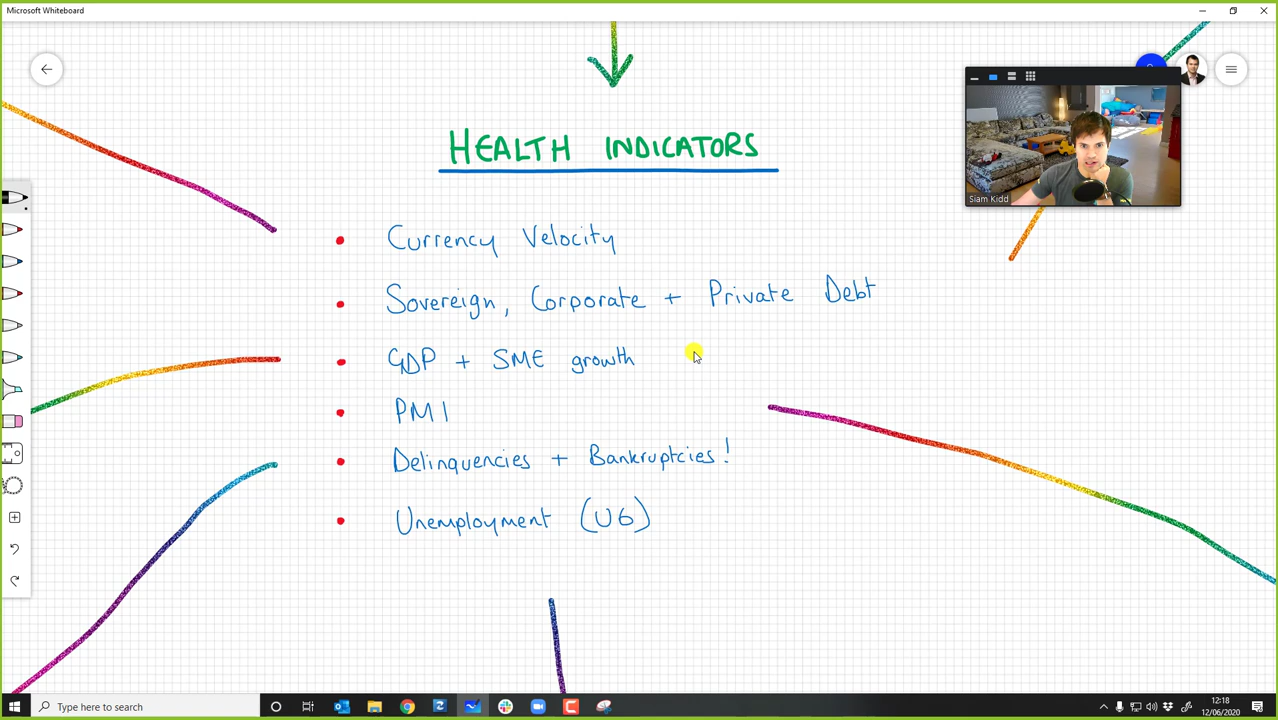 Microsoft Whiteboard
HEALTH INDICATORS
Siam Kidd
Currency Velocity
Sovereign, Corporate + Private Debt
GDP + SME growth
PMI
Delinquencies + Bankruptcies!
Unemployment (U6)
Type here to search
12:18
12/06/2020